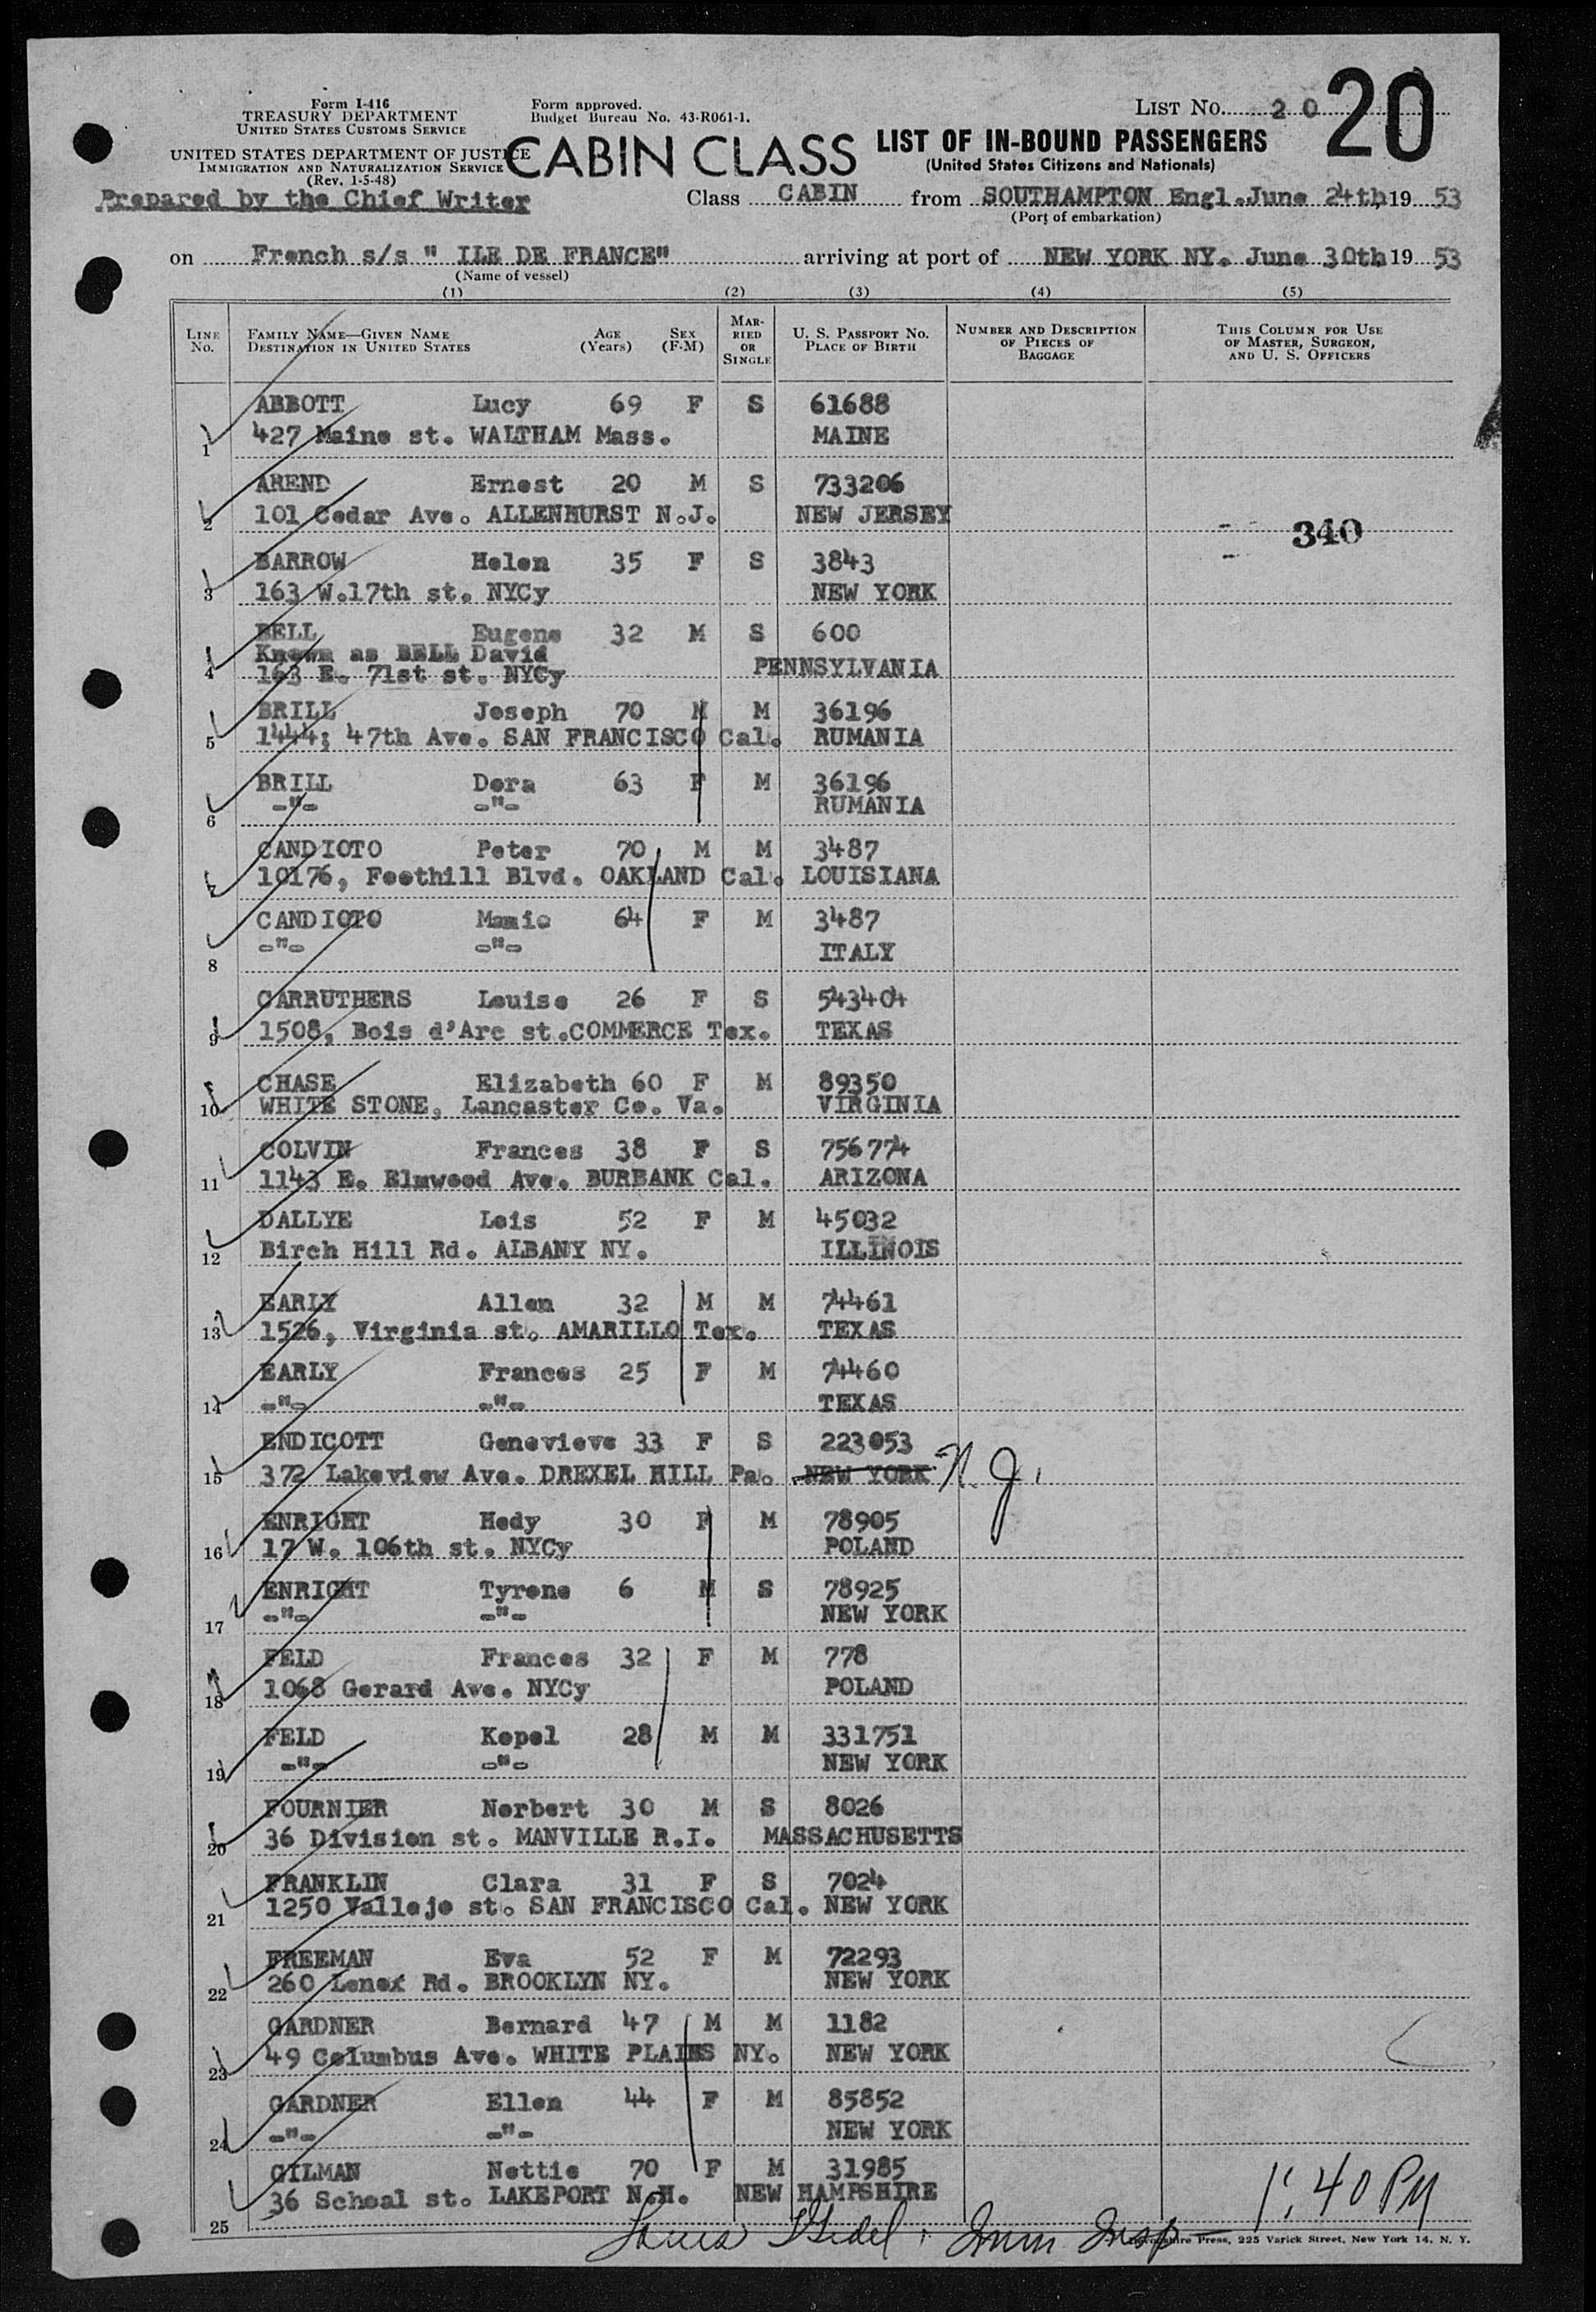 Form I-416
TREASURY DEPARTMENT
UNITED STATES CUSTOMS SERVICE
UNITED STATES DEPARTMENT OF JUSTICE
IMMIGRATION AND NATURALIZATION SERVICE
(Rev. 1-5-48)
Prepared by the Chief Writer
Form approved.
Budget Bureau No. 43-R061-1.
CABIN CLASS
LIST NO. 20
20
LIST OF IN-BOUND PASSENGERS
(United States Citizens and Nationals)
Class CABIN from SOUTHAMPTON Engl. June 24th, 19 53
(Port of embarkation)
on French s/s " ILE DE FRANCE" arriving at port of NEW YORK NY. June 30th 19 53
(Name of vessel)
(1) (2) (3) (4) (5)
LINE No. FAMILY NAME—GIVEN NAME DESTINATION IN UNITED STATES AGE (Years) SEX (F-M) MARRIED OR SINGLE U. S. PASSPORT NO. PLACE OF BIRTH NUMBER AND DESCRIPTION OF PIECES OF BAGGAGE THIS COLUMN FOR USE OF MASTER, SURGEON, AND U. S. OFFICERS
ABBOTT Lucy 69 F S 61688
1 427 Maine st. WALTHAM Mass. MAINE
AREND Ernest 20 M S 733206
2 101 Cedar Ave. ALLENHURST N.J. NEW JERSEY
340
BARROW Helen 35 F S 3843
3 163 W.17th st. NYCy NEW YORK
BELL Eugene 32 M S 600
Known as BELL David
4 163 E. 71st st. NYCy PENNSYLVANIA
BRILL Joseph 70 M M 36196
5 1444; 47th Ave. SAN FRANCISCO Cal. RUMANIA
BRILL Dora 63 F M 36196
6 -"- -"- RUMANIA
CANDIOTO Peter 70 M M 3487
7 10176, Foothill Blvd. OAKLAND Cal. LOUISIANA
CANDIOTO Mamie 64 F M 3487
8 -"- -"- ITALY
CARRUTHERS Louise 26 F S 543404
9 1508, Bois d'Arc st.COMMERCE Tex. TEXAS
CHASE Elizabeth 60 F M 89350
10 WHITE STONE, Lancaster Co. Va. VIRGINIA
COLVIN Frances 38 F S 756774
11 1143 E. Elmwood Ave. BURBANK Cal. ARIZONA
DALLYE Lois 52 F M 45032
12 Birch Hill Rd. ALBANY NY. ILLINOIS
EARLY Allen 32 M M 74461
13 1526, Virginia st. AMARILLO Tex. TEXAS
EARLY Frances 25 F M 74460
14 -"- -"- TEXAS
ENDICOTT Genevieve 33 F S 223053
15 372 Lakeview Ave. DREXEL HILL Pa. NEW YORK N. J.
ENRIGHT Hedy 30 F M 78905
16 17 W. 106th st. NYCy POLAND
ENRIGHT Tyrone 6 M S 78925
17 -"- -"- NEW YORK
FELD Frances 32 F M 778
18 1068 Gerard Ave. NYCy POLAND
FELD Kopel 28 M M 331751
19 -"- -"- NEW YORK
FOURNIER Norbert 30 M S 8026
20 36 Division st. MANVILLE R.I. MASSACHUSETTS
FRANKLIN Clara 31 F S 7024
21 1250 Vallejo st. SAN FRANCISCO Cal. NEW YORK
FREEMAN Eva 52 F M 72293
22 260 Lenox Rd. BROOKLYN NY. NEW YORK
GARDNER Bernard 47 M M 1182
23 49 Columbus Ave. WHITE PLAINS NY. NEW YORK
GARDNER Ellen 44 F M 85852
24 -"- -"- NEW YORK
GILMAN Nettie 70 F M 31985
25 36 School st. LAKEPORT N.H. NEW HAMPSHIRE
1:40 PM
Louis Imm Insp
Press, 225 Varick Street, New York 14, N. Y.